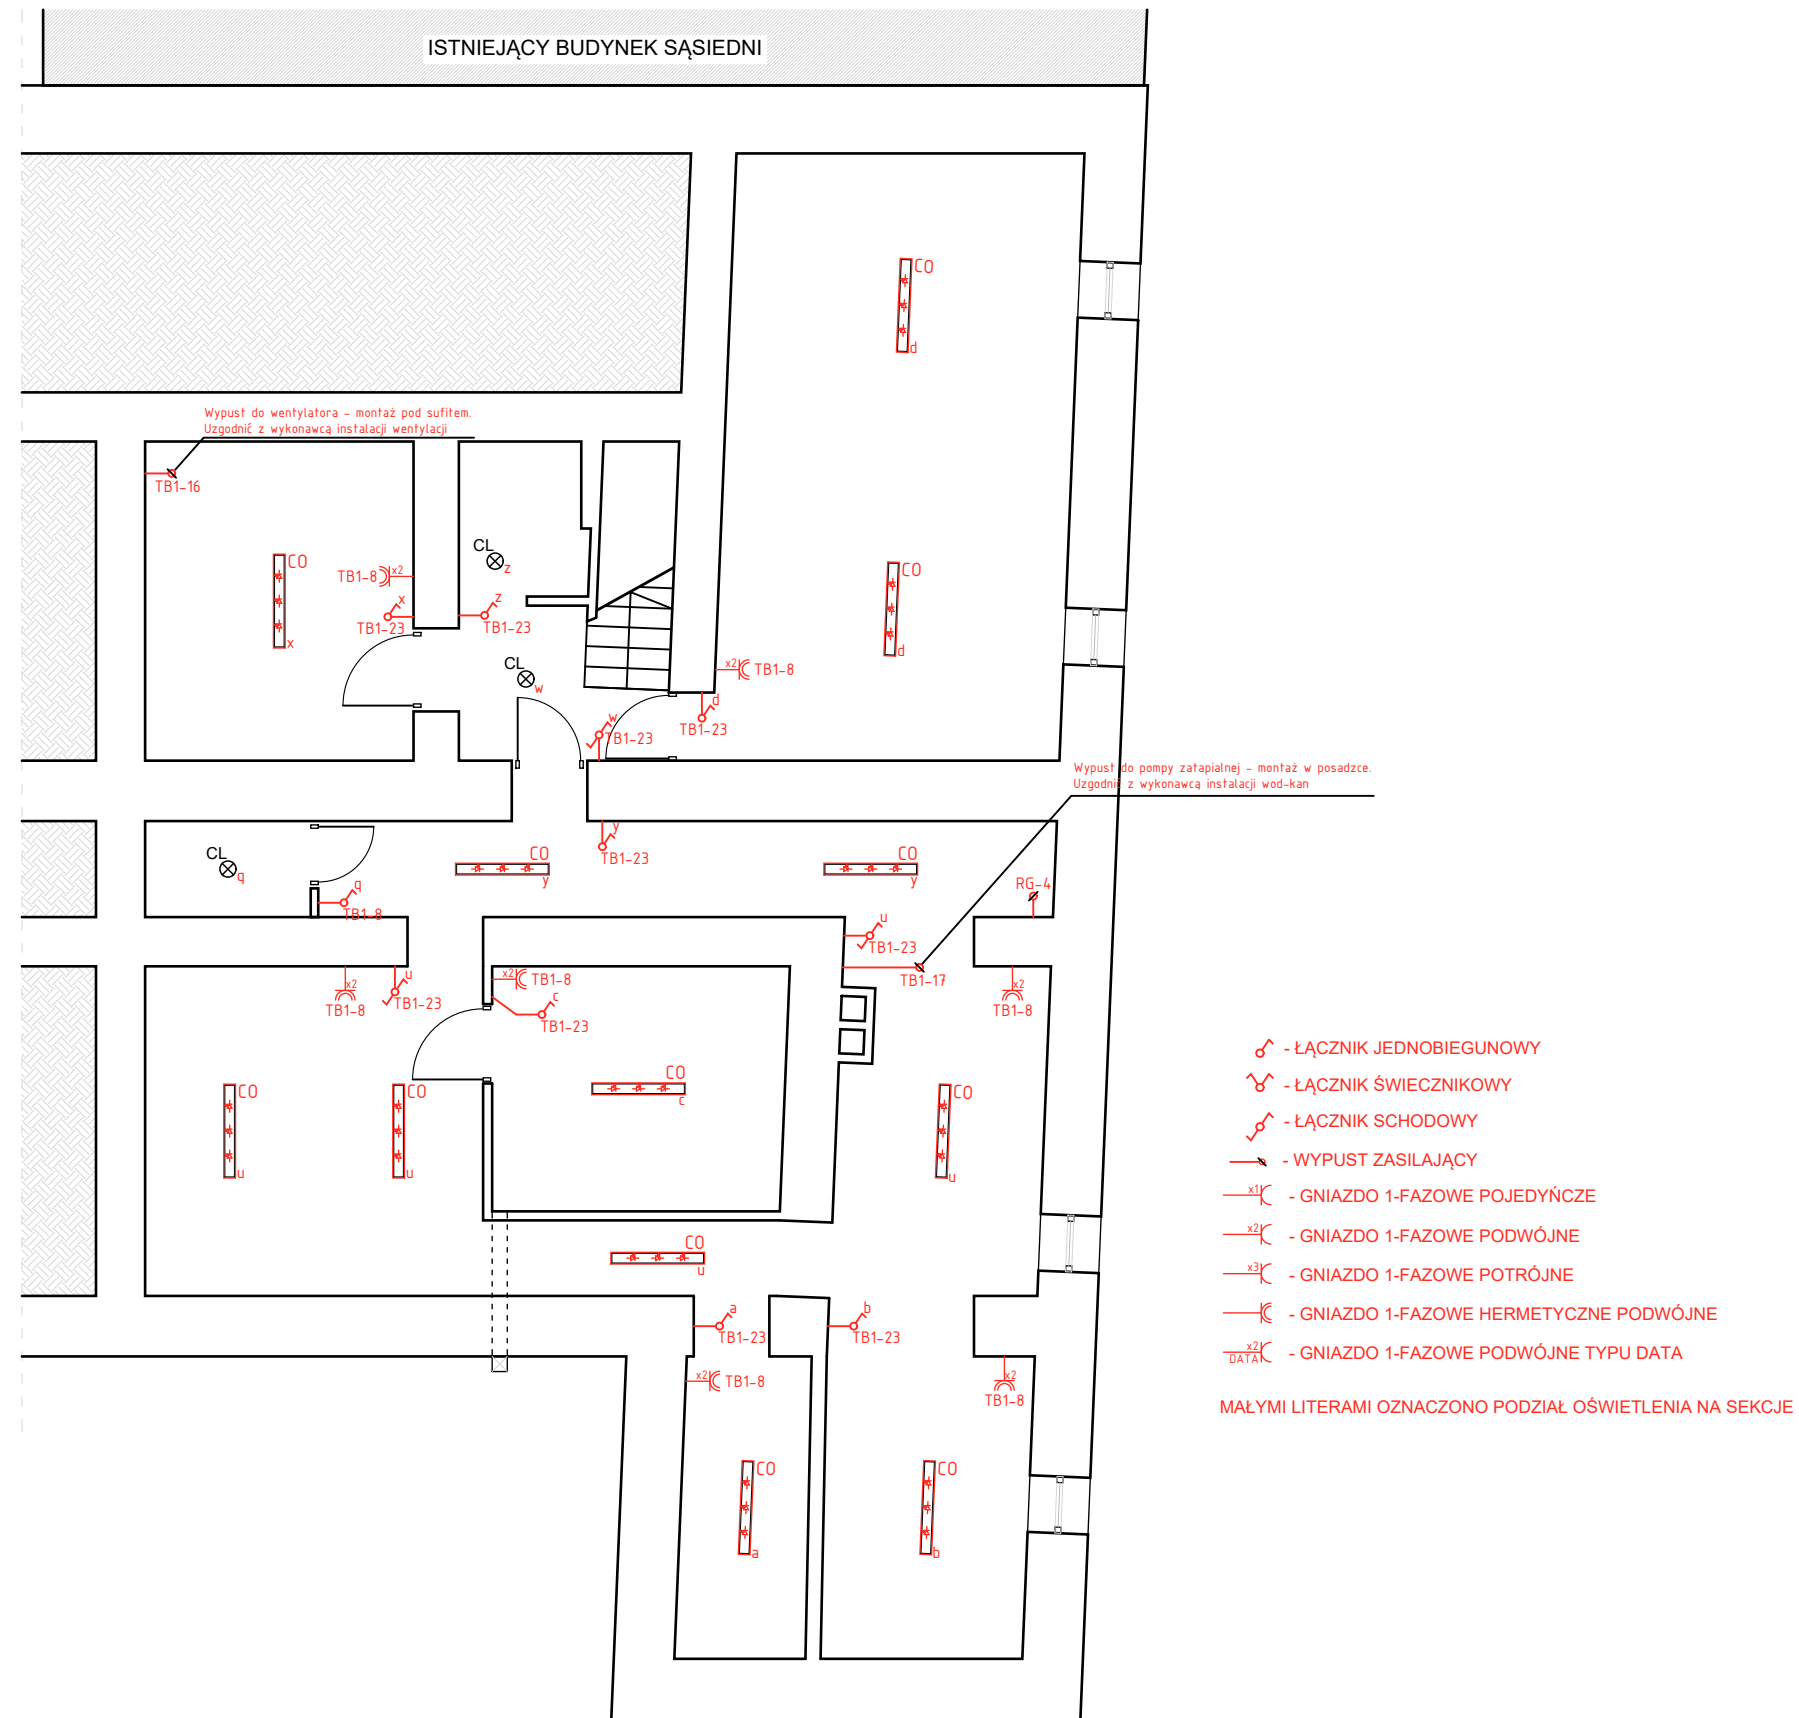 ISTNIEJĄCY BUDYNEK SĄSIEDNI
CO
d
Wypust do wentylatora - montaż pod sufitem.
Uzgodnić z wykonawcą instalacji wentylacji
TB1-16
CO
x
x2
TB1-8
x
TB1-23
CL
z
z
TB1-23
CO
d
CL
w
x2
TB1-8
d
TB1-23
w
TB1-23
Wypust do pompy zatapialnej - montaż w posadzce.
Uzgodnić z wykonawcą instalacji wod-kan
y
TB1-23
CL
q
CO
y
CO
y
RG-4
q
TB1-8
u
TB1-23
TB1-17
x2
TB1-8
u
TB1-23
x2
TB1-8
c
TB1-23
x2
TB1-8
CO
u
CO
u
CO
c
CO
u
CO
u
a
TB1-23
b
TB1-23
x2
TB1-8
x2
TB1-8
CO
a
CO
b
- ŁĄCZNIK JEDNOBIEGUNOWY
- ŁĄCZNIK ŚWIECZNIKOWY
- ŁĄCZNIK SCHODOWY
- WYPUST ZASILAJĄCY
x1 - GNIAZDO 1-FAZOWE POJEDYŃCZE
x2 - GNIAZDO 1-FAZOWE PODWÓJNE
x3 - GNIAZDO 1-FAZOWE POTRÓJNE
- GNIAZDO 1-FAZOWE HERMETYCZNE PODWÓJNE
x2 DATA - GNIAZDO 1-FAZOWE PODWÓJNE TYPU DATA
MAŁYMI LITERAMI OZNACZONO PODZIAŁ OŚWIETLENIA NA SEKCJE